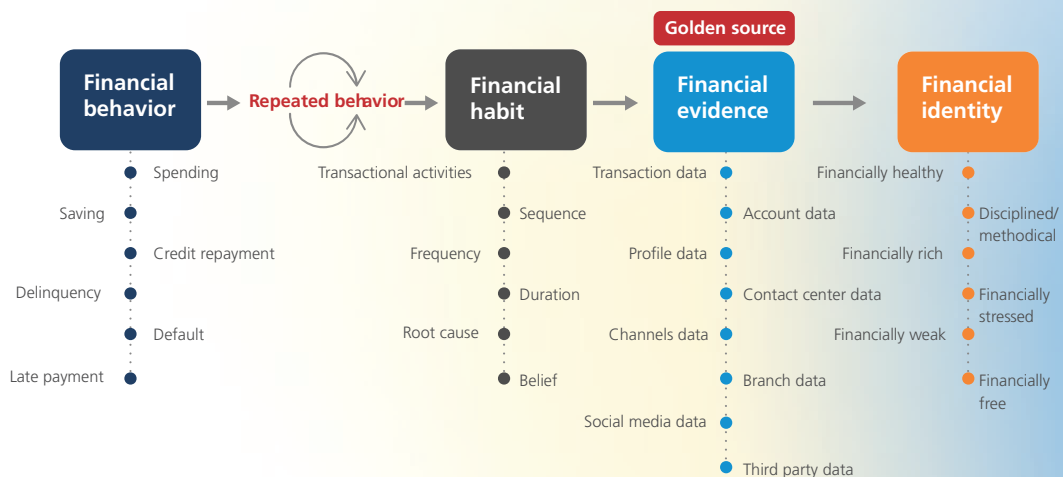 Golden source
Financial
behavior
Repeated behavior
Financial
habit
Financial
evidence
Financial
identity
Spending
Saving
Credit repayment
Delinquency
Default
Late payment
Transactional activities
Sequence
Frequency
Duration
Root cause
Belief
Transaction data
Account data
Profile data
Contact center data
Channels data
Branch data
Social media data
Third party data
Financially healthy
Disciplined/
methodical
Financially rich
Financially
stressed
Financially weak
Financially
free